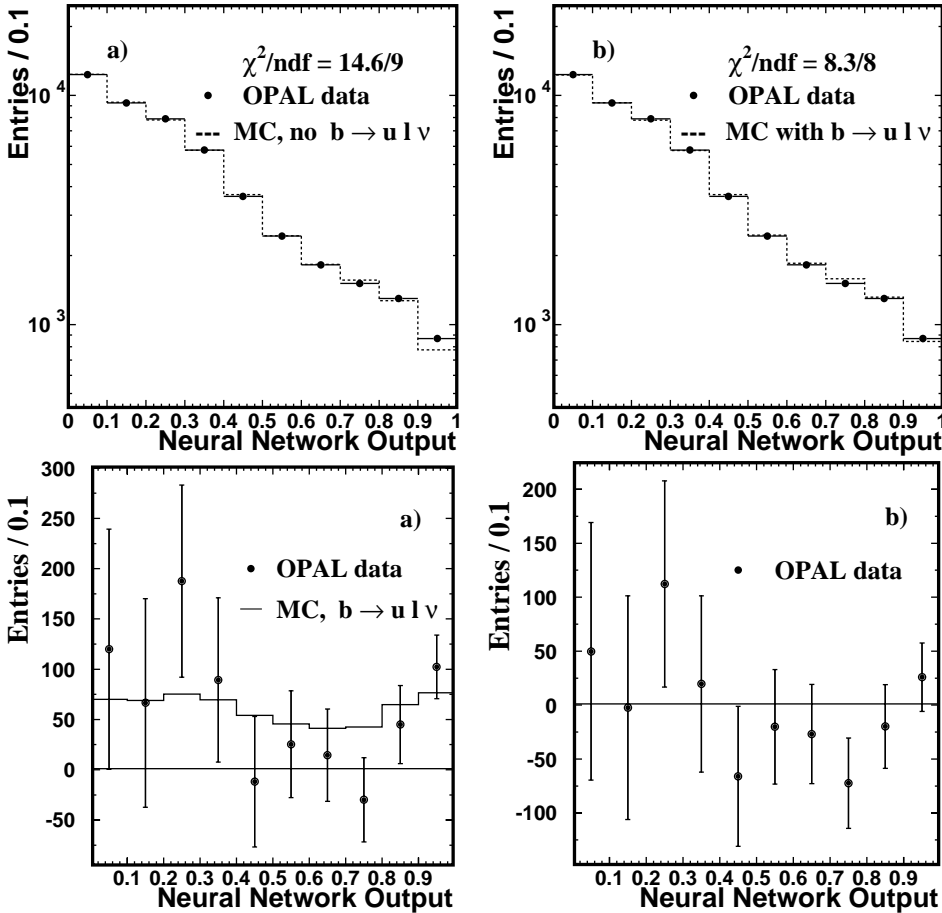 a)
χ²/ndf = 14.6/9
OPAL data
MC, no b → u l ν
Entries / 0.1
10⁴
10³
0 0.1 0.2 0.3 0.4 0.5 0.6 0.7 0.8 0.9 1
Neural Network Output
b)
χ²/ndf = 8.3/8
OPAL data
MC with b → u l ν
Entries / 0.1
10⁴
10³
0 0.1 0.2 0.3 0.4 0.5 0.6 0.7 0.8 0.9 1
Neural Network Output
a)
OPAL data
MC, b → u l ν
Entries / 0.1
300
250
200
150
100
50
0
-50
0.1 0.2 0.3 0.4 0.5 0.6 0.7 0.8 0.9
Neural Network Output
b)
OPAL data
Entries / 0.1
200
150
100
50
0
-50
-100
0.1 0.2 0.3 0.4 0.5 0.6 0.7 0.8 0.9
Neural Network Output